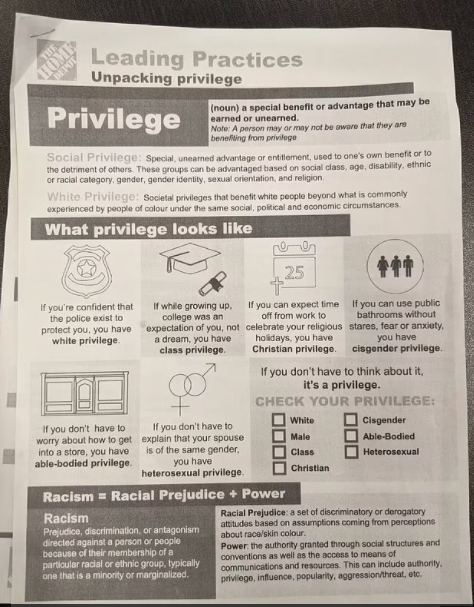 THE HOME DEPOT
Leading Practices
Unpacking privilege
Privilege
(noun) a special benefit or advantage that may be
earned or unearned.
Note: A person may or may not be aware that they are
benefiting from privilege
Social Privilege: Special, unearned advantage or entitlement, used to one's own benefit or to
the detriment of others. These groups can be advantaged based on social class, age, disability, ethnic
or racial category, gender, gender identity, sexual orientation, and religion.
White Privilege: Societal privileges that benefit white people beyond what is commonly
experienced by people of colour under the same social, political and economic circumstances.
What privilege looks like
If you're confident that
the police exist to
protect you, you have
white privilege.
If while growing up,
college was an
expectation of you, not
a dream, you have
class privilege.
25
If you can expect time
off from work to
celebrate your religious
holidays, you have
Christian privilege.
If you can use public
bathrooms without
stares, fear or anxiety,
you have
cisgender privilege.
If you don't have to
worry about how to get
into a store, you have
able-bodied privilege.
If you don't have to
explain that your spouse
is of the same gender,
you have
heterosexual privilege.
If you don't have to think about it,
it's a privilege.
CHECK YOUR PRIVILEGE:
White
Male
Class
Christian
Cisgender
Able-Bodied
Heterosexual
Racism = Racial Prejudice + Power
Racism
Prejudice, discrimination, or antagonism
directed against a person or people
because of their membership of a
particular racial or ethnic group, typically
one that is a minority or marginalized.
Racial Prejudice: a set of discriminatory or derogatory
attitudes based on assumptions coming from perceptions
about race/skin colour.
Power: the authority granted through social structures and
conventions as well as the access to means of
communications and resources. This can include authority,
privilege, influence, popularity, aggression/threat, etc.